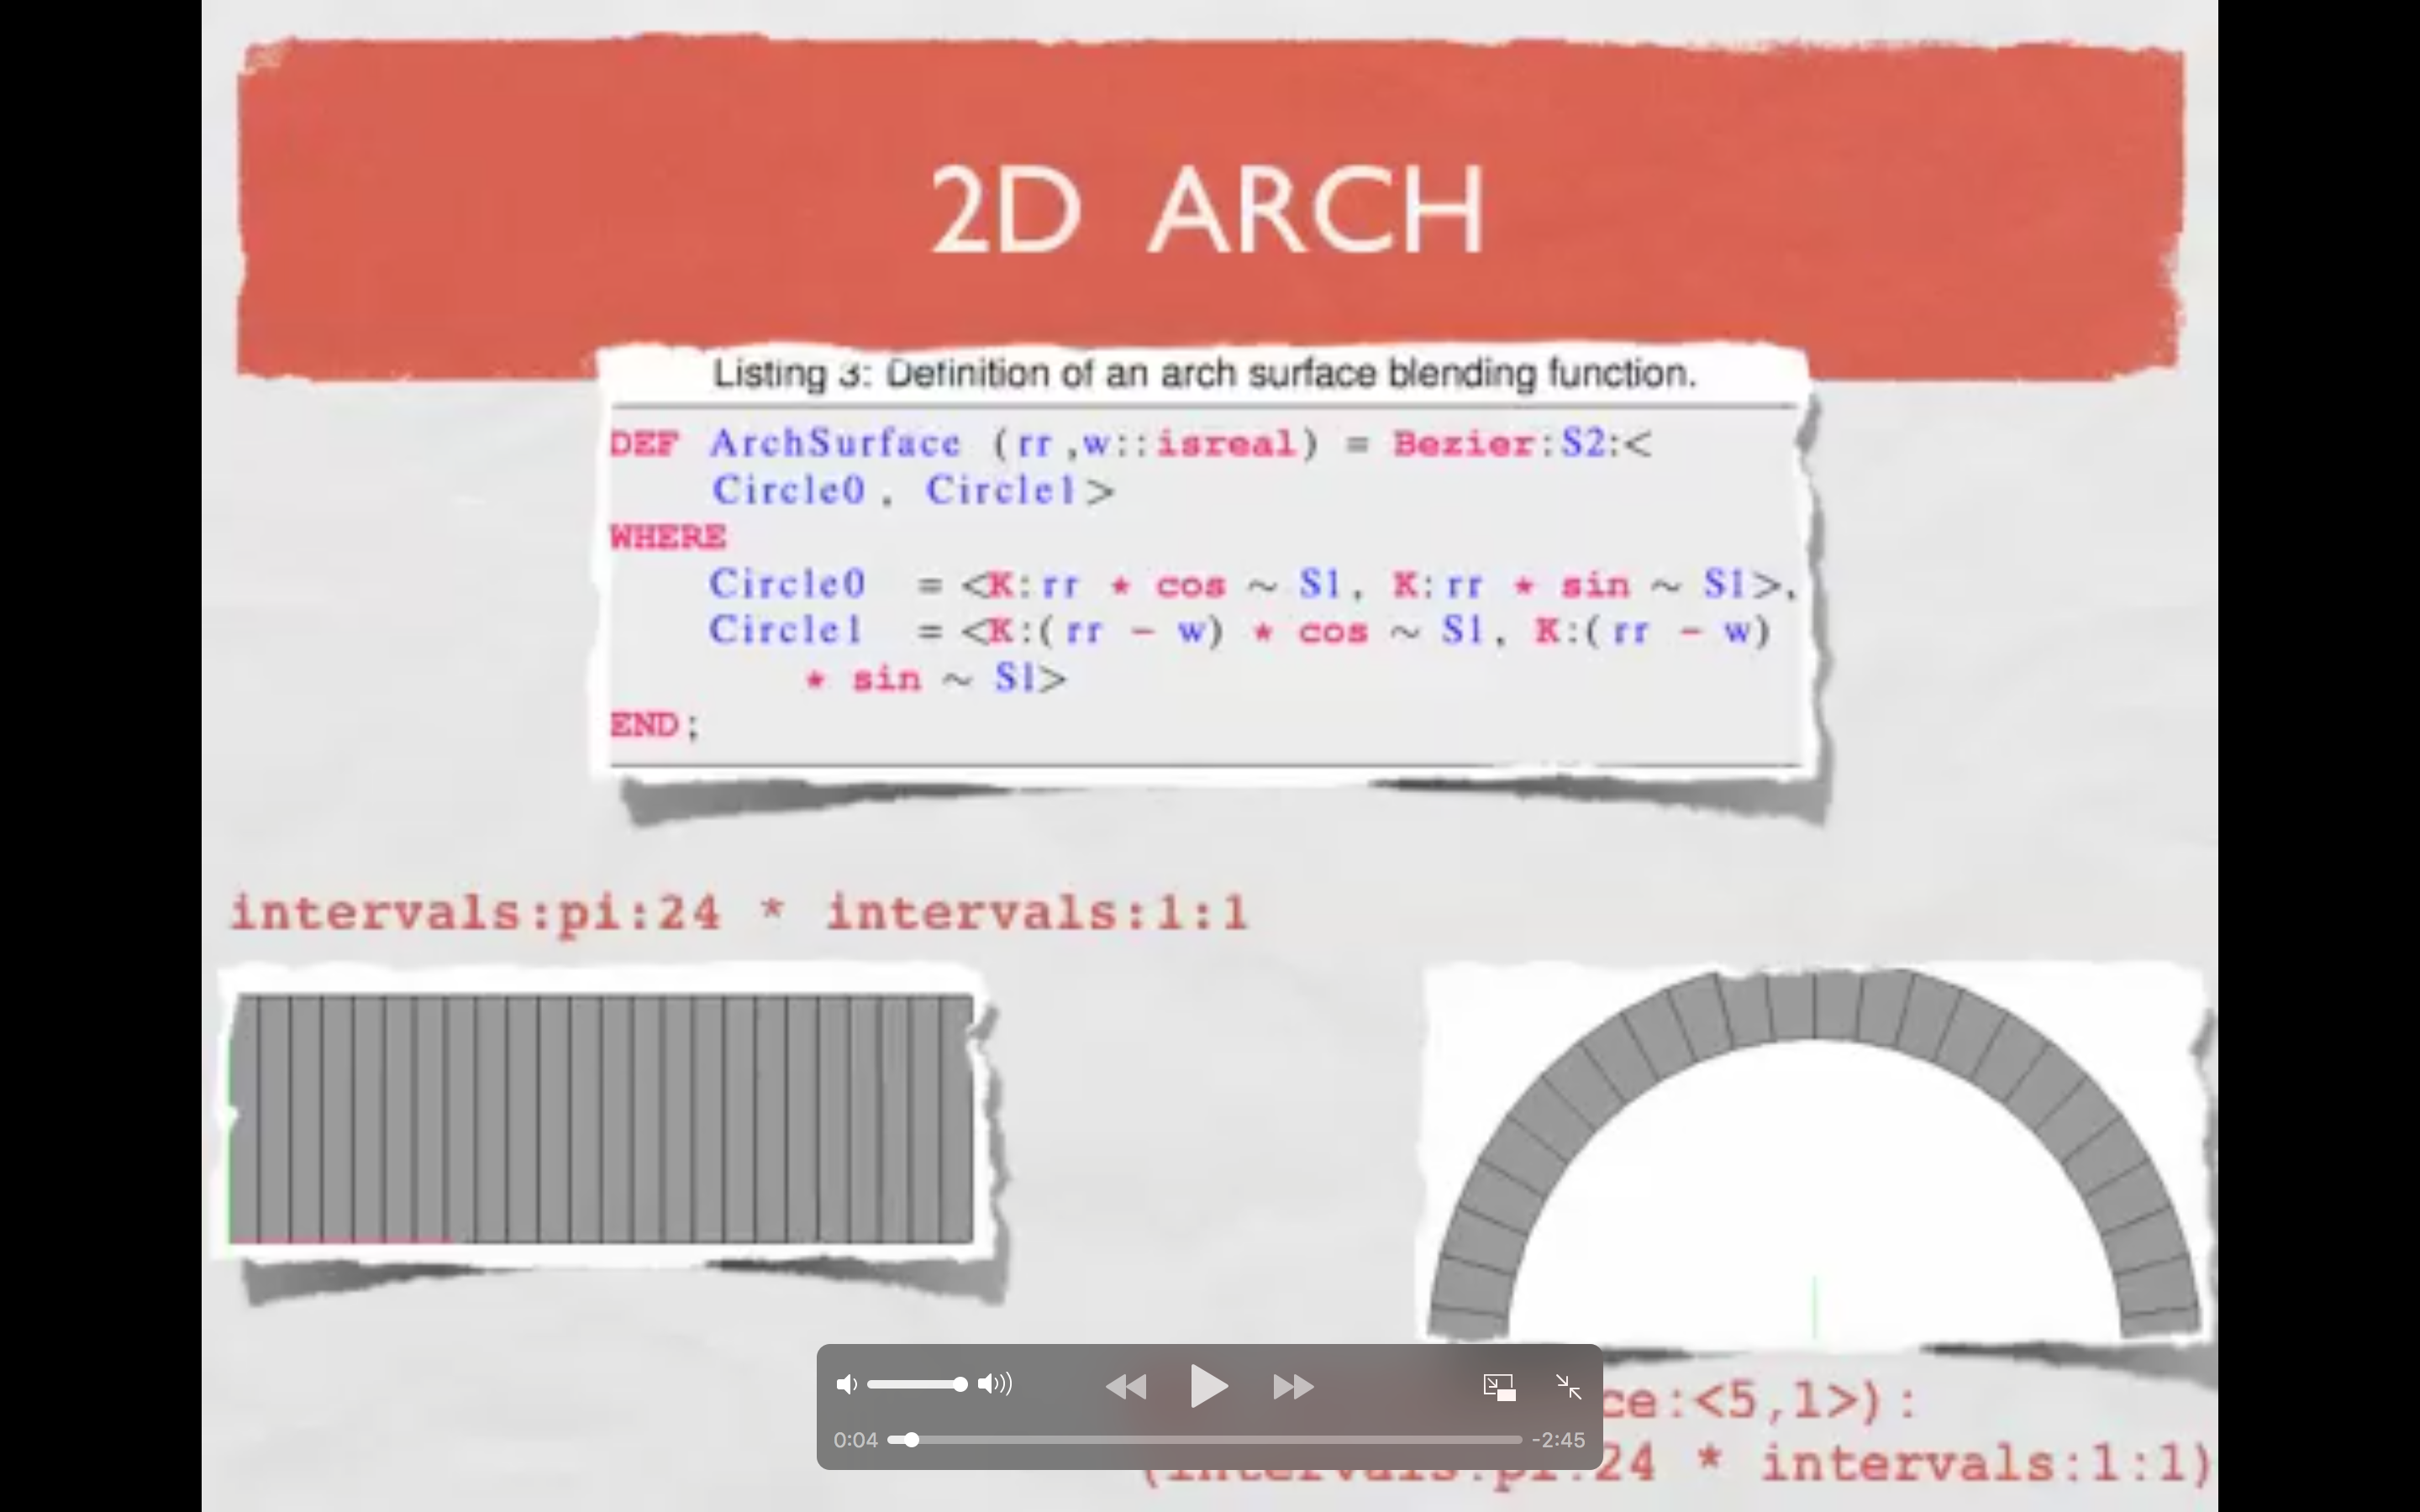 2D ARCH
Listing 3: Definition of an arch surface blending function.
DEF ArchSurface (rr,w::isreal) = Bezier:S2:<
Circle0, Circle1>
WHERE
Circle0 = <K:rr * cos ~ S1, K:rr * sin ~ S1>,
Circle1 = <K:(rr - w) * cos ~ S1, K:(rr - w)
* sin ~ S1>
END;
intervals:pi:24 * intervals:1:1
ce:<5,1>):
(intervals:pi:24 * intervals:1:1)
0:04
-2:45